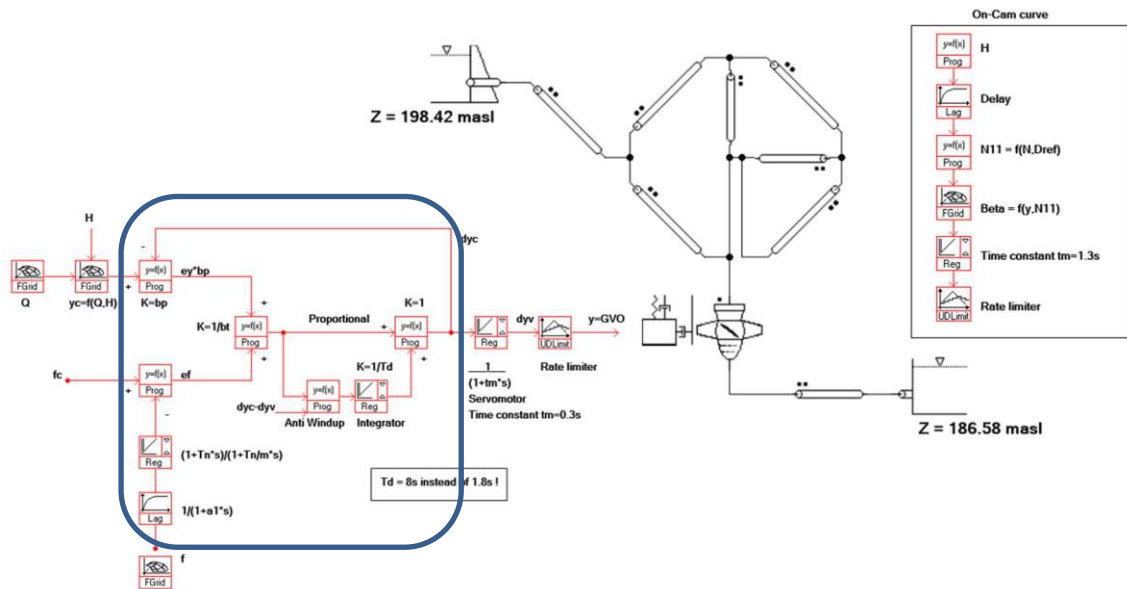 On-Cam curve
y=f(x)
Prog
H
Lag
Delay
y=f(x)
Prog
N11 = f(N,Dref)
FGrid
Beta = f(y,N11)
Reg
Time constant tm=1.3s
UDLimit
Rate limiter
Z = 198.42 masl
Z = 186.58 masl
H
dyc
-
FGrid
Q
FGrid
yc=f(Q,H)
+
y=f(x)
Prog
K=bp
ey*bp
+
K=1/bt
y=f(x)
Prog
+
Proportional
+
K=1
y=f(x)
Prog
+
Reg
dyv
UDLimit
y=GVO
Rate limiter
1
(1+tm*s)
Servomotor
Time constant tm=0.3s
fc
+
y=f(x)
Prog
ef
-
dyc-dyv
y=f(x)
Prog
Anti Windup
K=1/Td
Reg
Integrator
Reg
(1+Tn*s)/(1+Tn/m*s)
Td = 8s instead of 1.8s !
Lag
1/(1+a1*s)
f
FGrid